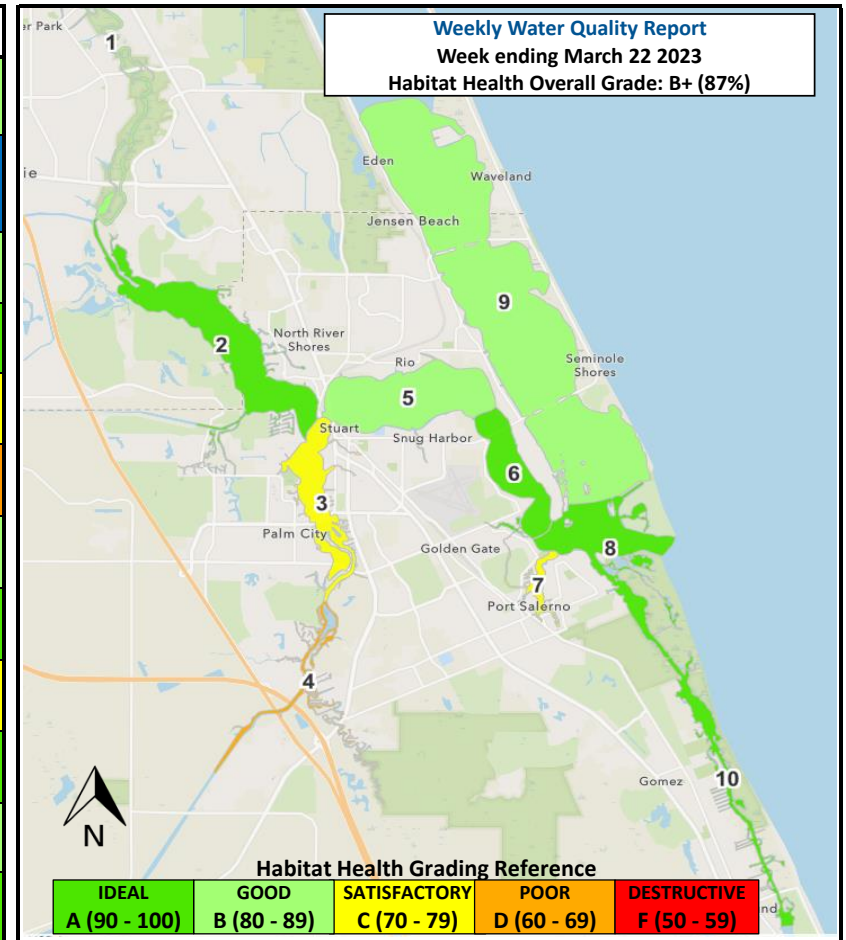 Weekly Water Quality Report
Week ending March 22 2023
Habitat Health Overall Grade: B+ (87%)
er Park
1
ie
Eden
Waveland
Jensen Beach
9
2
North River
Shores
Rio
Seminole
Shores
5
Stuart
Snug Harbor
6
3
Palm City
Golden Gate
8
7
Port Salerno
4
Gomez
10
N
Habitat Health Grading Reference
IDEAL GOOD SATISFACTORY POOR DESTRUCTIVE
A (90 - 100) B (80 - 89) C (70 - 79) D (60 - 69) F (50 - 59)
nd